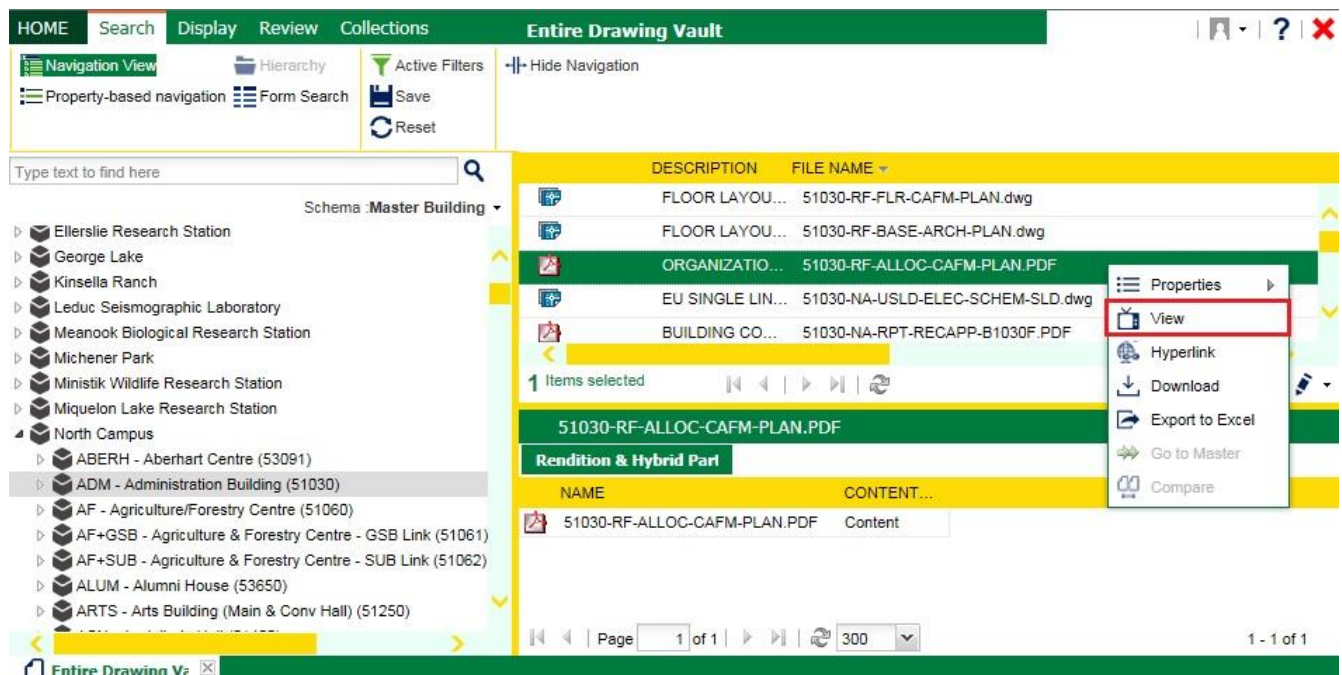 HOME Search Display Review Collections Entire Drawing Vault ?
Navigation View Hierarchy Active Filters Hide Navigation
Property-based navigation Form Search Save
Reset
Type text to find here
Schema :Master Building
Ellerslie Research Station
George Lake
Kinsella Ranch
Leduc Seismographic Laboratory
Meanook Biological Research Station
Michener Park
Ministik Wildlife Research Station
Miquelon Lake Research Station
North Campus
ABERH - Aberhart Centre (53091)
ADM - Administration Building (51030)
AF - Agriculture/Forestry Centre (51060)
AF+GSB - Agriculture & Forestry Centre - GSB Link (51061)
AF+SUB - Agriculture & Forestry Centre - SUB Link (51062)
ALUM - Alumni House (53650)
ARTS - Arts Building (Main & Conv Hall) (51250)
DESCRIPTION FILE NAME
FLOOR LAYOU... 51030-RF-FLR-CAFM-PLAN.dwg
FLOOR LAYOU... 51030-RF-BASE-ARCH-PLAN.dwg
ORGANIZATIO... 51030-RF-ALLOC-CAFM-PLAN.PDF
EU SINGLE LIN... 51030-NA-USLD-ELEC-SCHEM-SLD.dwg
BUILDING CO... 51030-NA-RPT-RECAPP-B1030F.PDF
1 Items selected
Properties
View
Hyperlink
Download
Export to Excel
Go to Master
Compare
51030-RF-ALLOC-CAFM-PLAN.PDF
Rendition & Hybrid Part
NAME CONTENT...
51030-RF-ALLOC-CAFM-PLAN.PDF Content
Page 1 of 1 300 1 - 1 of 1
Entire Drawing Va